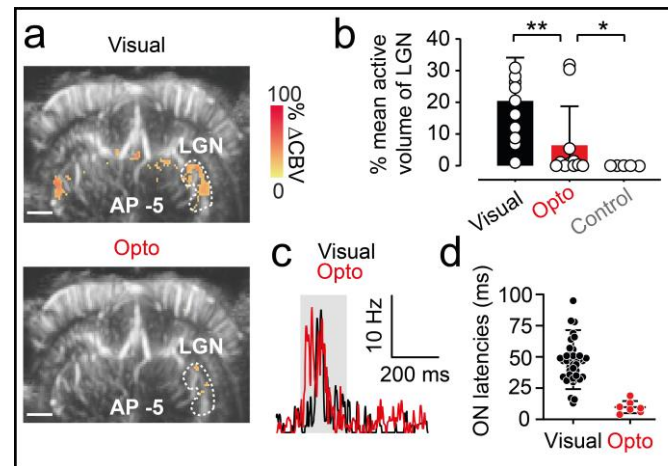 a
Visual
LGN
AP -5
100
0
% ΔCBV
Opto
LGN
AP -5
b
% mean active
volume of LGN
40
30
20
10
0
**
*
Visual
Opto
Control
c
Visual
Opto
10 Hz
200 ms
d
ON latencies (ms)
100
75
50
25
0
Visual Opto